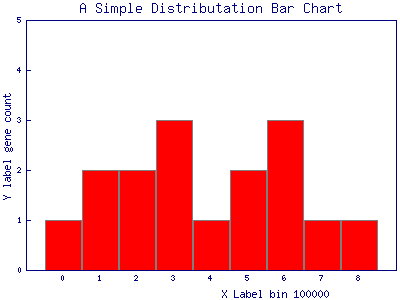 A Simple Distributation Bar Chart
5
4
3
2
1
0
Y label gene count
0 1 2 3 4 5 6 7 8
X Label bin 100000